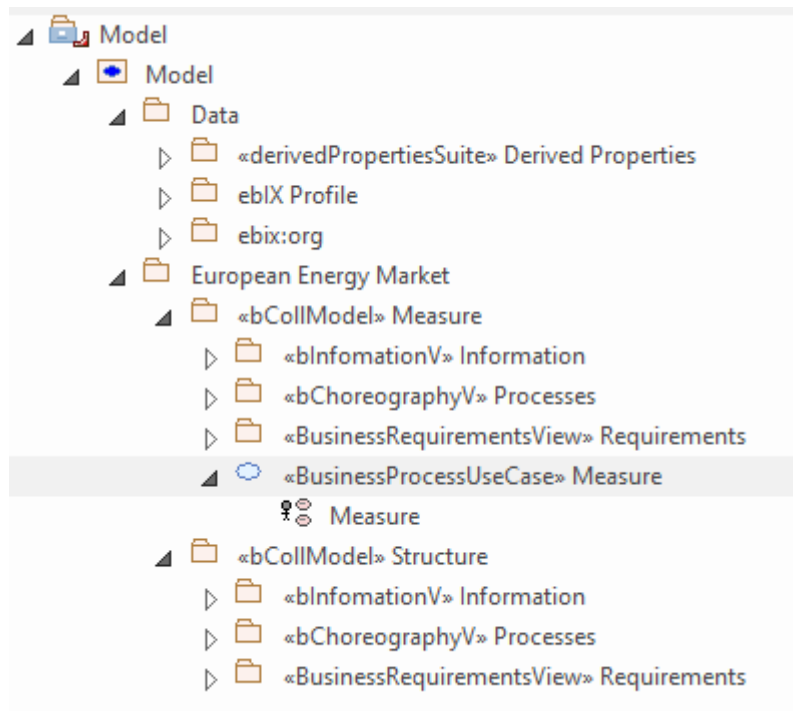 Model
Model
Data
«derivedPropertiesSuite» Derived Properties
ebIX Profile
ebix:org
European Energy Market
«bCollModel» Measure
«bInfomationV» Information
«bChoreographyV» Processes
«BusinessRequirementsView» Requirements
«BusinessProcessUseCase» Measure
Measure
«bCollModel» Structure
«bInfomationV» Information
«bChoreographyV» Processes
«BusinessRequirementsView» Requirements